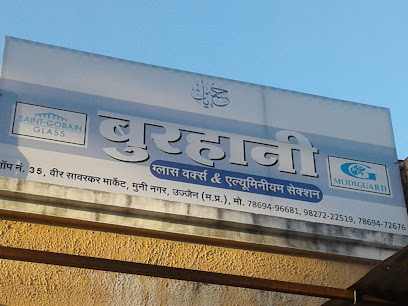 SAINT-GOBAIN
GLASS
बुरहानी
MODIGUARD
ग्लास वर्क्स & एल्यूमिनीयम सेक्शन
शॉप नं. 35, वीर सावरकर मार्केट, मुनी नगर, उज्जैन (म.प्र.), मो. 78694-96681, 98272-22519, 78694-72676